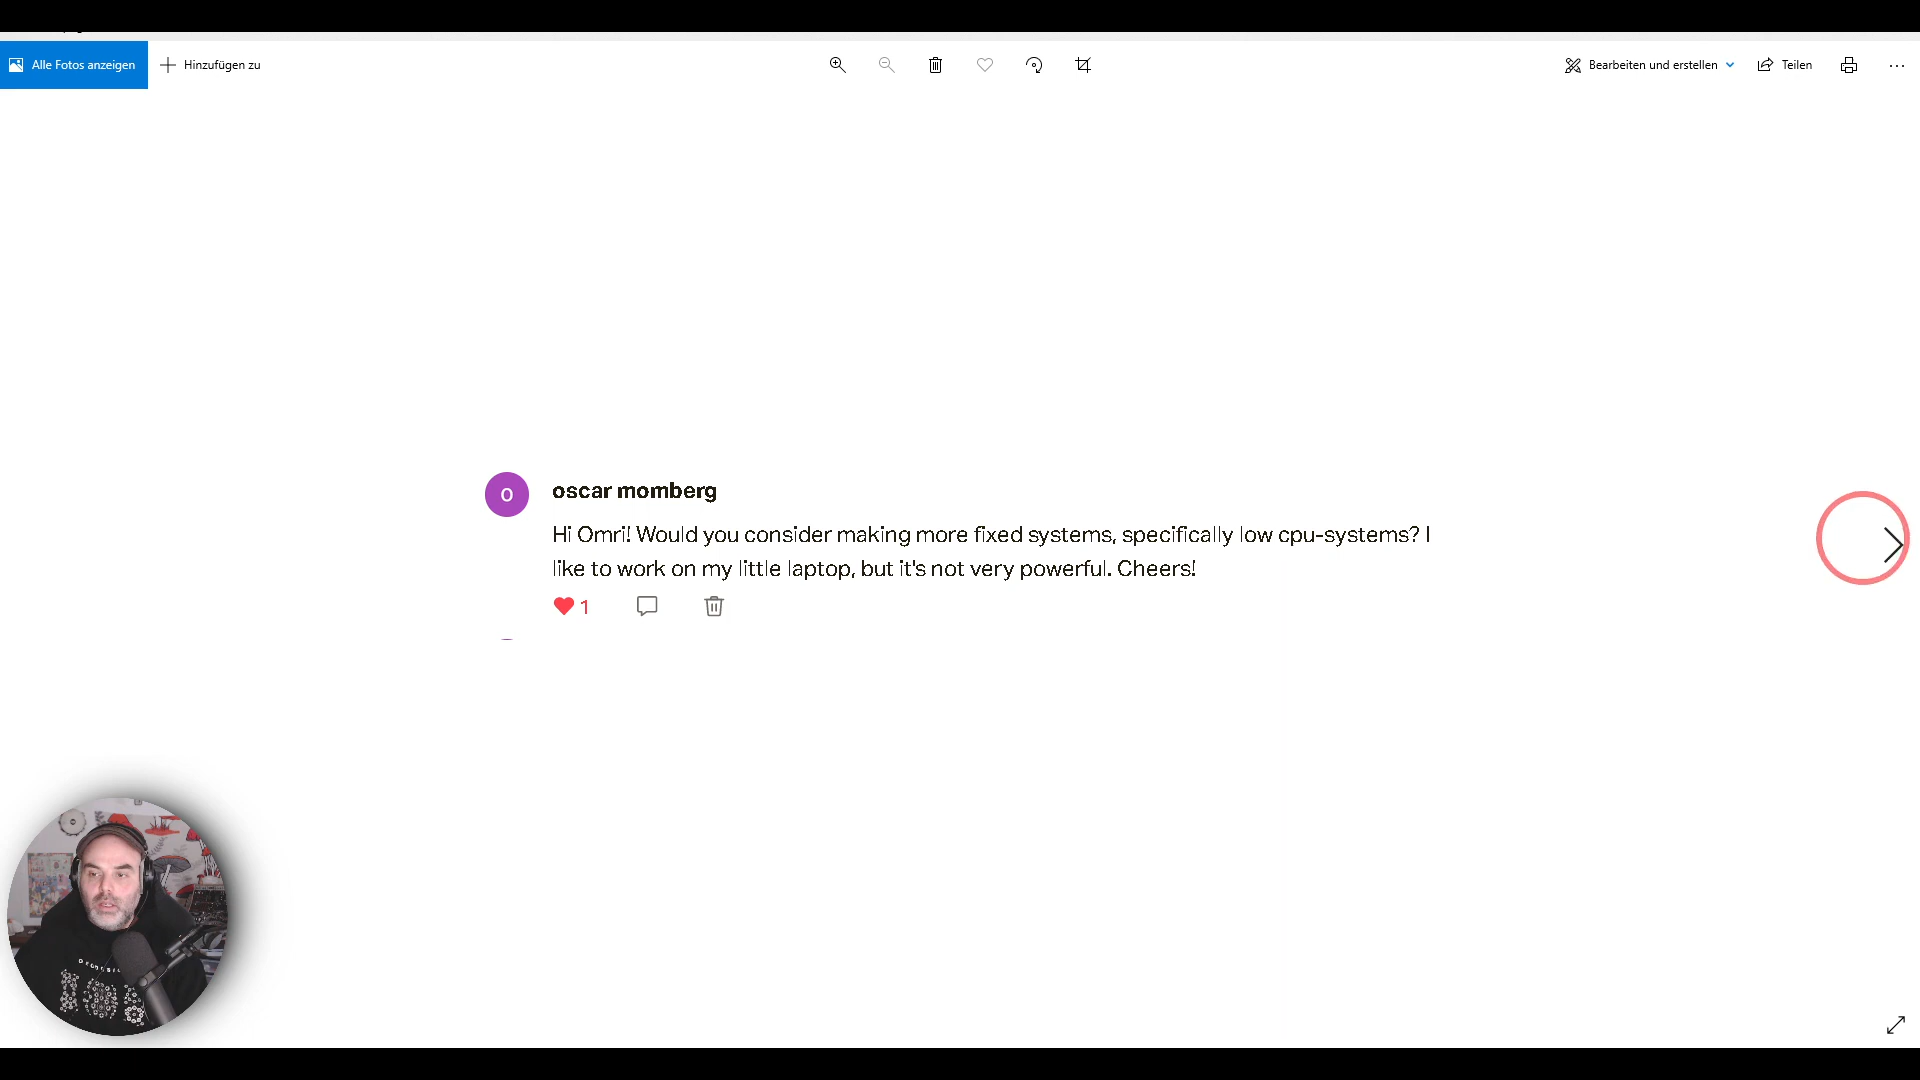 Alle Fotos anzeigen
Hinzufügen zu
Bearbeiten und erstellen
Teilen
O
oscar momberg
Hi Omri! Would you consider making more fixed systems, specifically low cpu-systems? I
like to work on my little laptop, but it's not very powerful. Cheers!
1